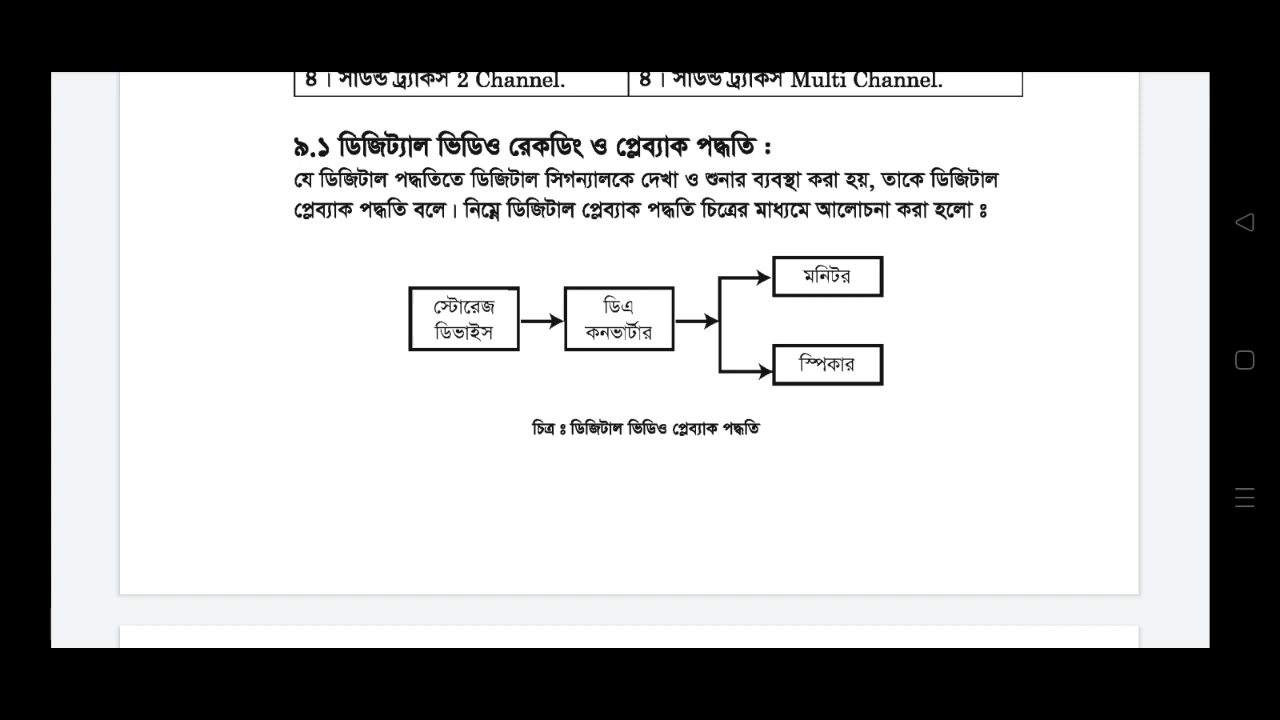 ৪। সাউন্ড ট্র্যাকস 2 Channel.
৪। সাউন্ড ট্র্যাকস Multi Channel.
৯.১ ডিজিট্যাল ভিডিও রেকডিং ও প্লেব্যাক পদ্ধতি :
যে ডিজিটাল পদ্ধতিতে ডিজিটাল সিগন্যালকে দেখা ও শুনার ব্যবস্থা করা হয়, তাকে ডিজিটাল
প্লেব্যাক পদ্ধতি বলে। নিম্নে ডিজিটাল প্লেব্যাক পদ্ধতি চিত্রের মাধ্যমে আলোচনা করা হলো ঃ
স্টোরেজ
ডিভাইস
ডিএ
কনভার্টার
মনিটর
স্পিকার
চিত্র ঃ ডিজিটাল ভিডিও প্লেব্যাক পদ্ধতি